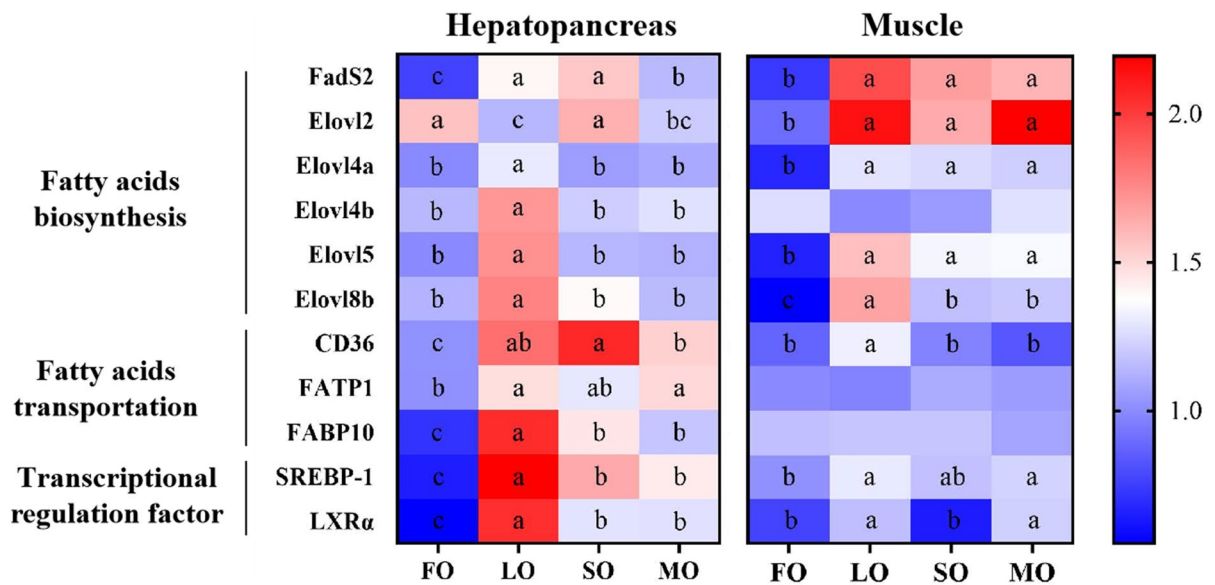 Hepatopancreas Muscle
FadS2 c a a b b a a a
Elovl2 a c a bc b a a a
Elovl4a b a b b b a a a
Elovl4b b a b b
Elovl5 b a b b b a a a
Elovl8b b a b b c a b b
CD36 c ab a b b a b b
FATP1 b a ab a
FABP10 c a b b
SREBP-1 c a b b b a ab a
LXRα c a b b b a b a
Fatty acids
biosynthesis
Fatty acids
transportation
Transcriptional
regulation factor
FO LO SO MO FO LO SO MO
2.0
1.5
1.0